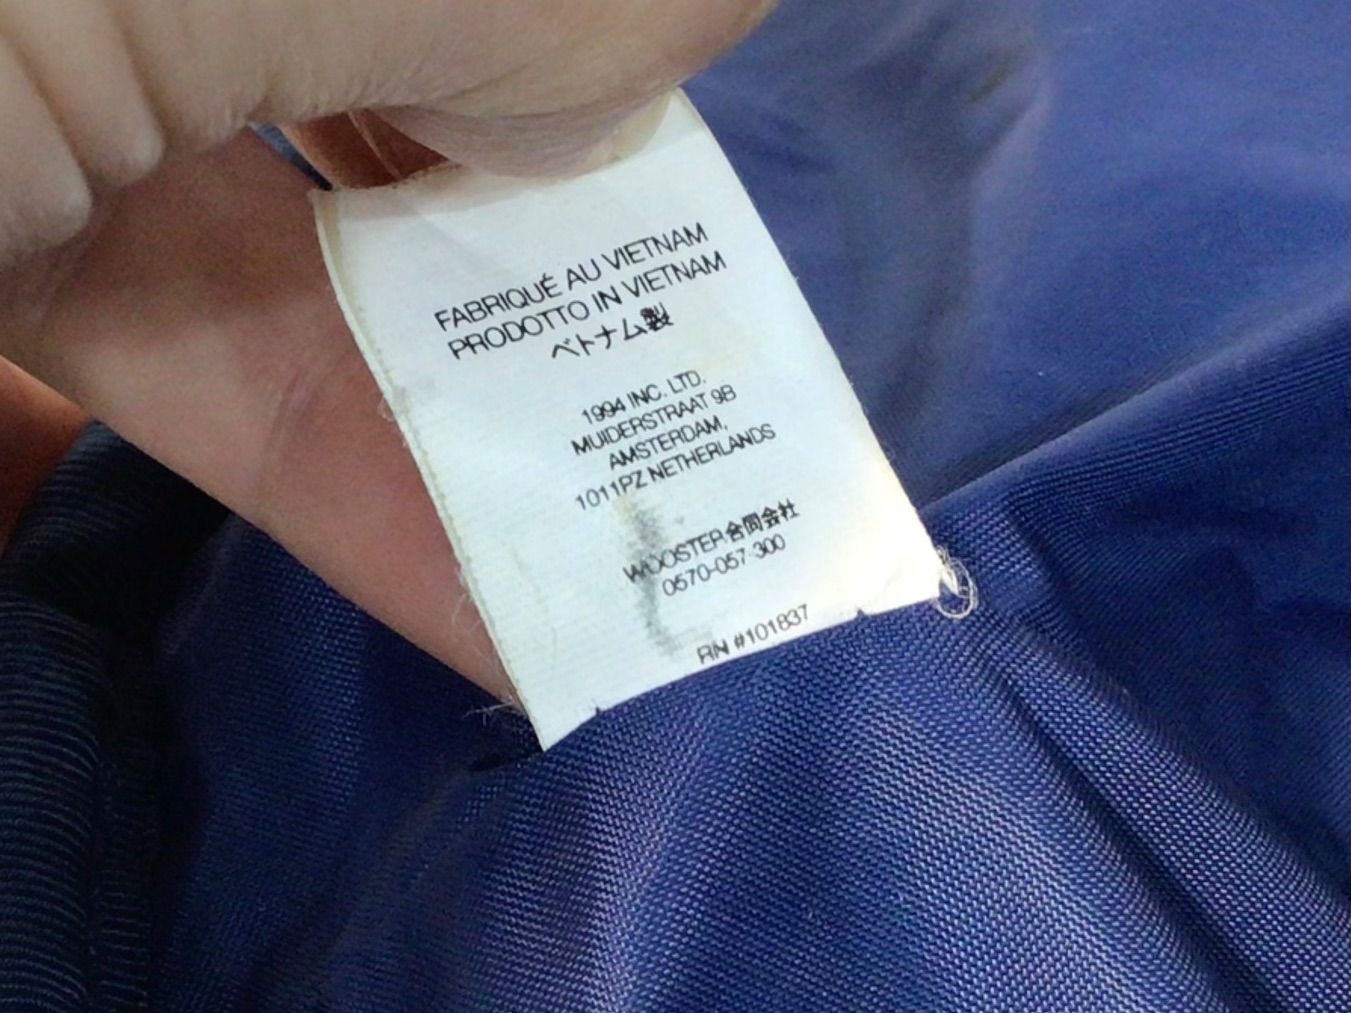 FABRIQUÉ AU VIETNAM
PRODOTTO IN VIETNAM
ベトナム製
1994 INC. LTD.
MUIDERSTRAAT 9B
AMSTERDAM,
1011PZ NETHERLANDS
WOOSTER合同会社
0570-057-300
RN #101837